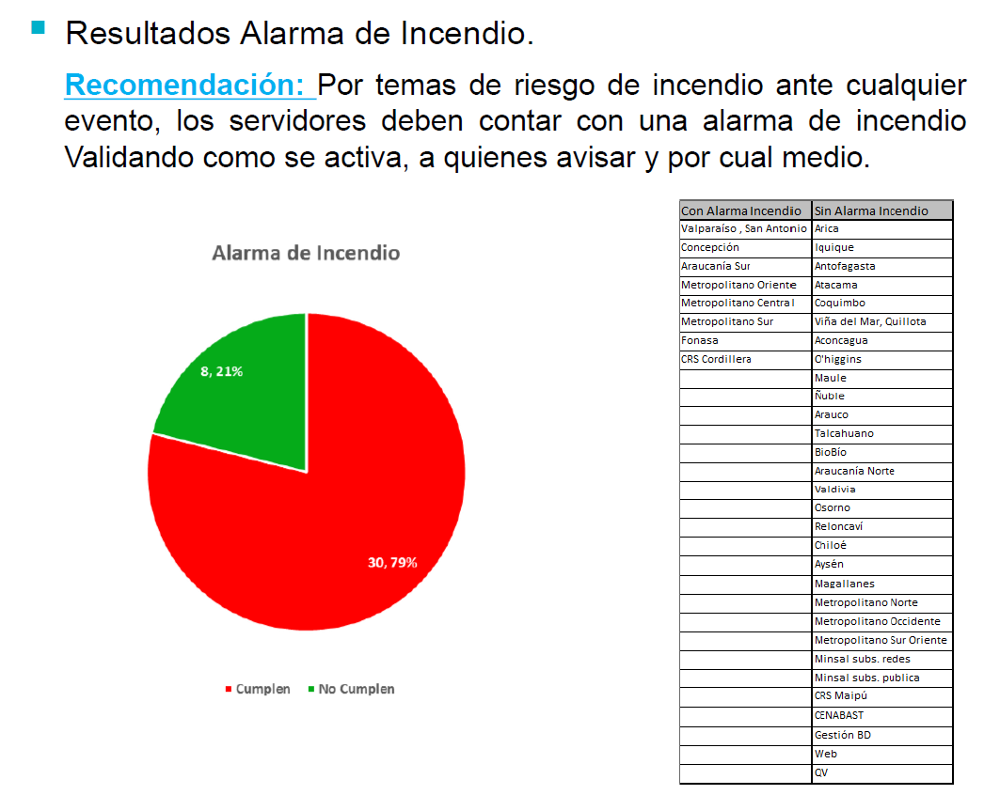 Resultados Alarma de Incendio.
Recomendación: Por temas de riesgo de incendio ante cualquier
evento, los servidores deben contar con una alarma de incendio
Validando como se activa, a quienes avisar y por cual medio.
Alarma de Incendio
8, 21%
30, 79%
Cumplen No Cumplen
Con Alarma Incendio Sin Alarma Incendio
Valparaíso , San Antonio Arica
Concepción Iquique
Araucanía Sur Antofagasta
Metropolitano Oriente Atacama
Metropolitano Central Coquimbo
Metropolitano Sur Viña del Mar, Quillota
Fonasa Aconcagua
CRS Cordillera O'higgins
Maule
Ñuble
Arauco
Talcahuano
BioBío
Araucanía Norte
Valdivia
Osorno
Reloncaví
Chiloé
Aysén
Magallanes
Metropolitano Norte
Metropolitano Occidente
Metropolitano Sur Oriente
Minsal subs. redes
Minsal subs. publica
CRS Maipú
CENABAST
Gestión BD
Web
QV